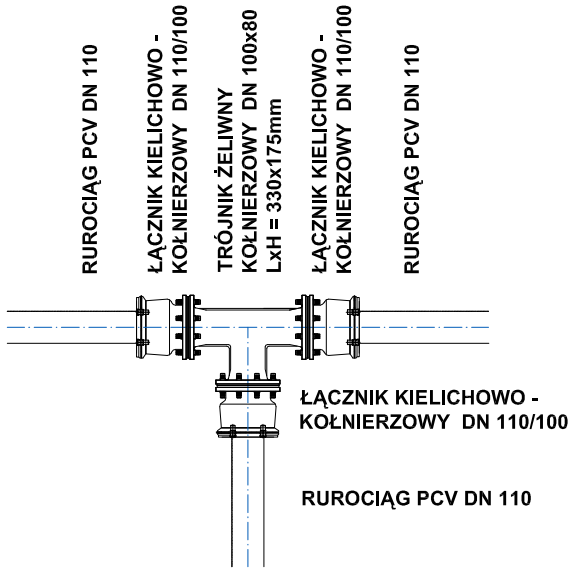 RUROCIĄG PCV DN 110
ŁĄCZNIK KIELICHOWO -
KOŁNIERZOWY DN 110/100
TRÓJNIK ŻELIWNY
KOŁNIERZOWY DN 100x80
LxH = 330x175mm
ŁĄCZNIK KIELICHOWO -
KOŁNIERZOWY DN 110/100
RUROCIĄG PCV DN 110
ŁĄCZNIK KIELICHOWO -
KOŁNIERZOWY DN 110/100
RUROCIĄG PCV DN 110